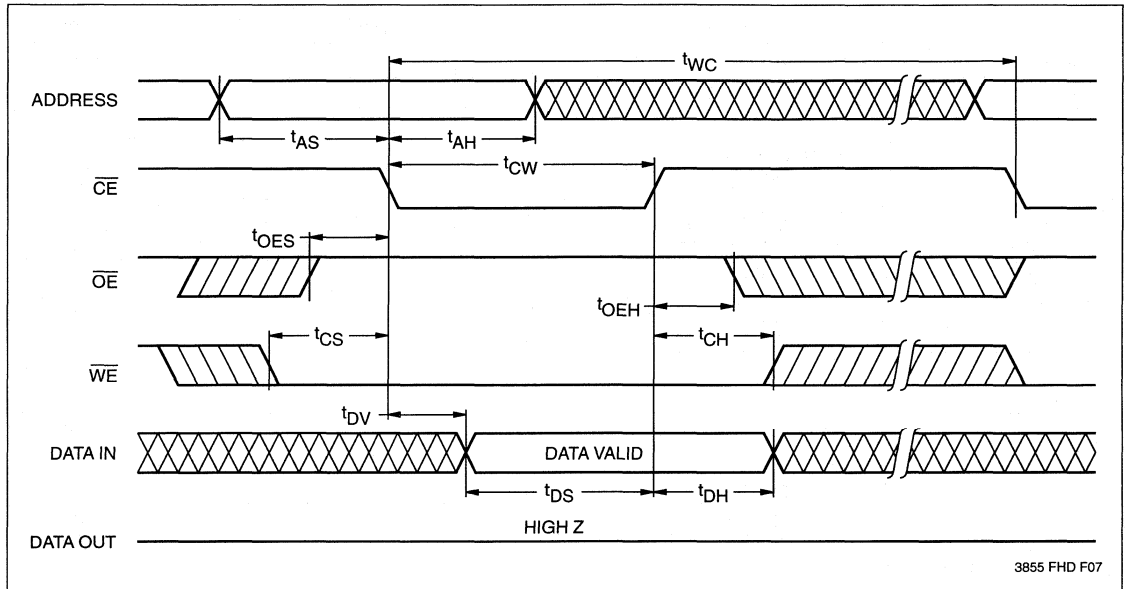 tWC
ADDRESS
tAS
tAH
tCW
CE
tOES
OE
tOEH
tCS
tCH
WE
tDV
DATA IN
DATA VALID
tDS
tDH
HIGH Z
DATA OUT
3855 FHD F07